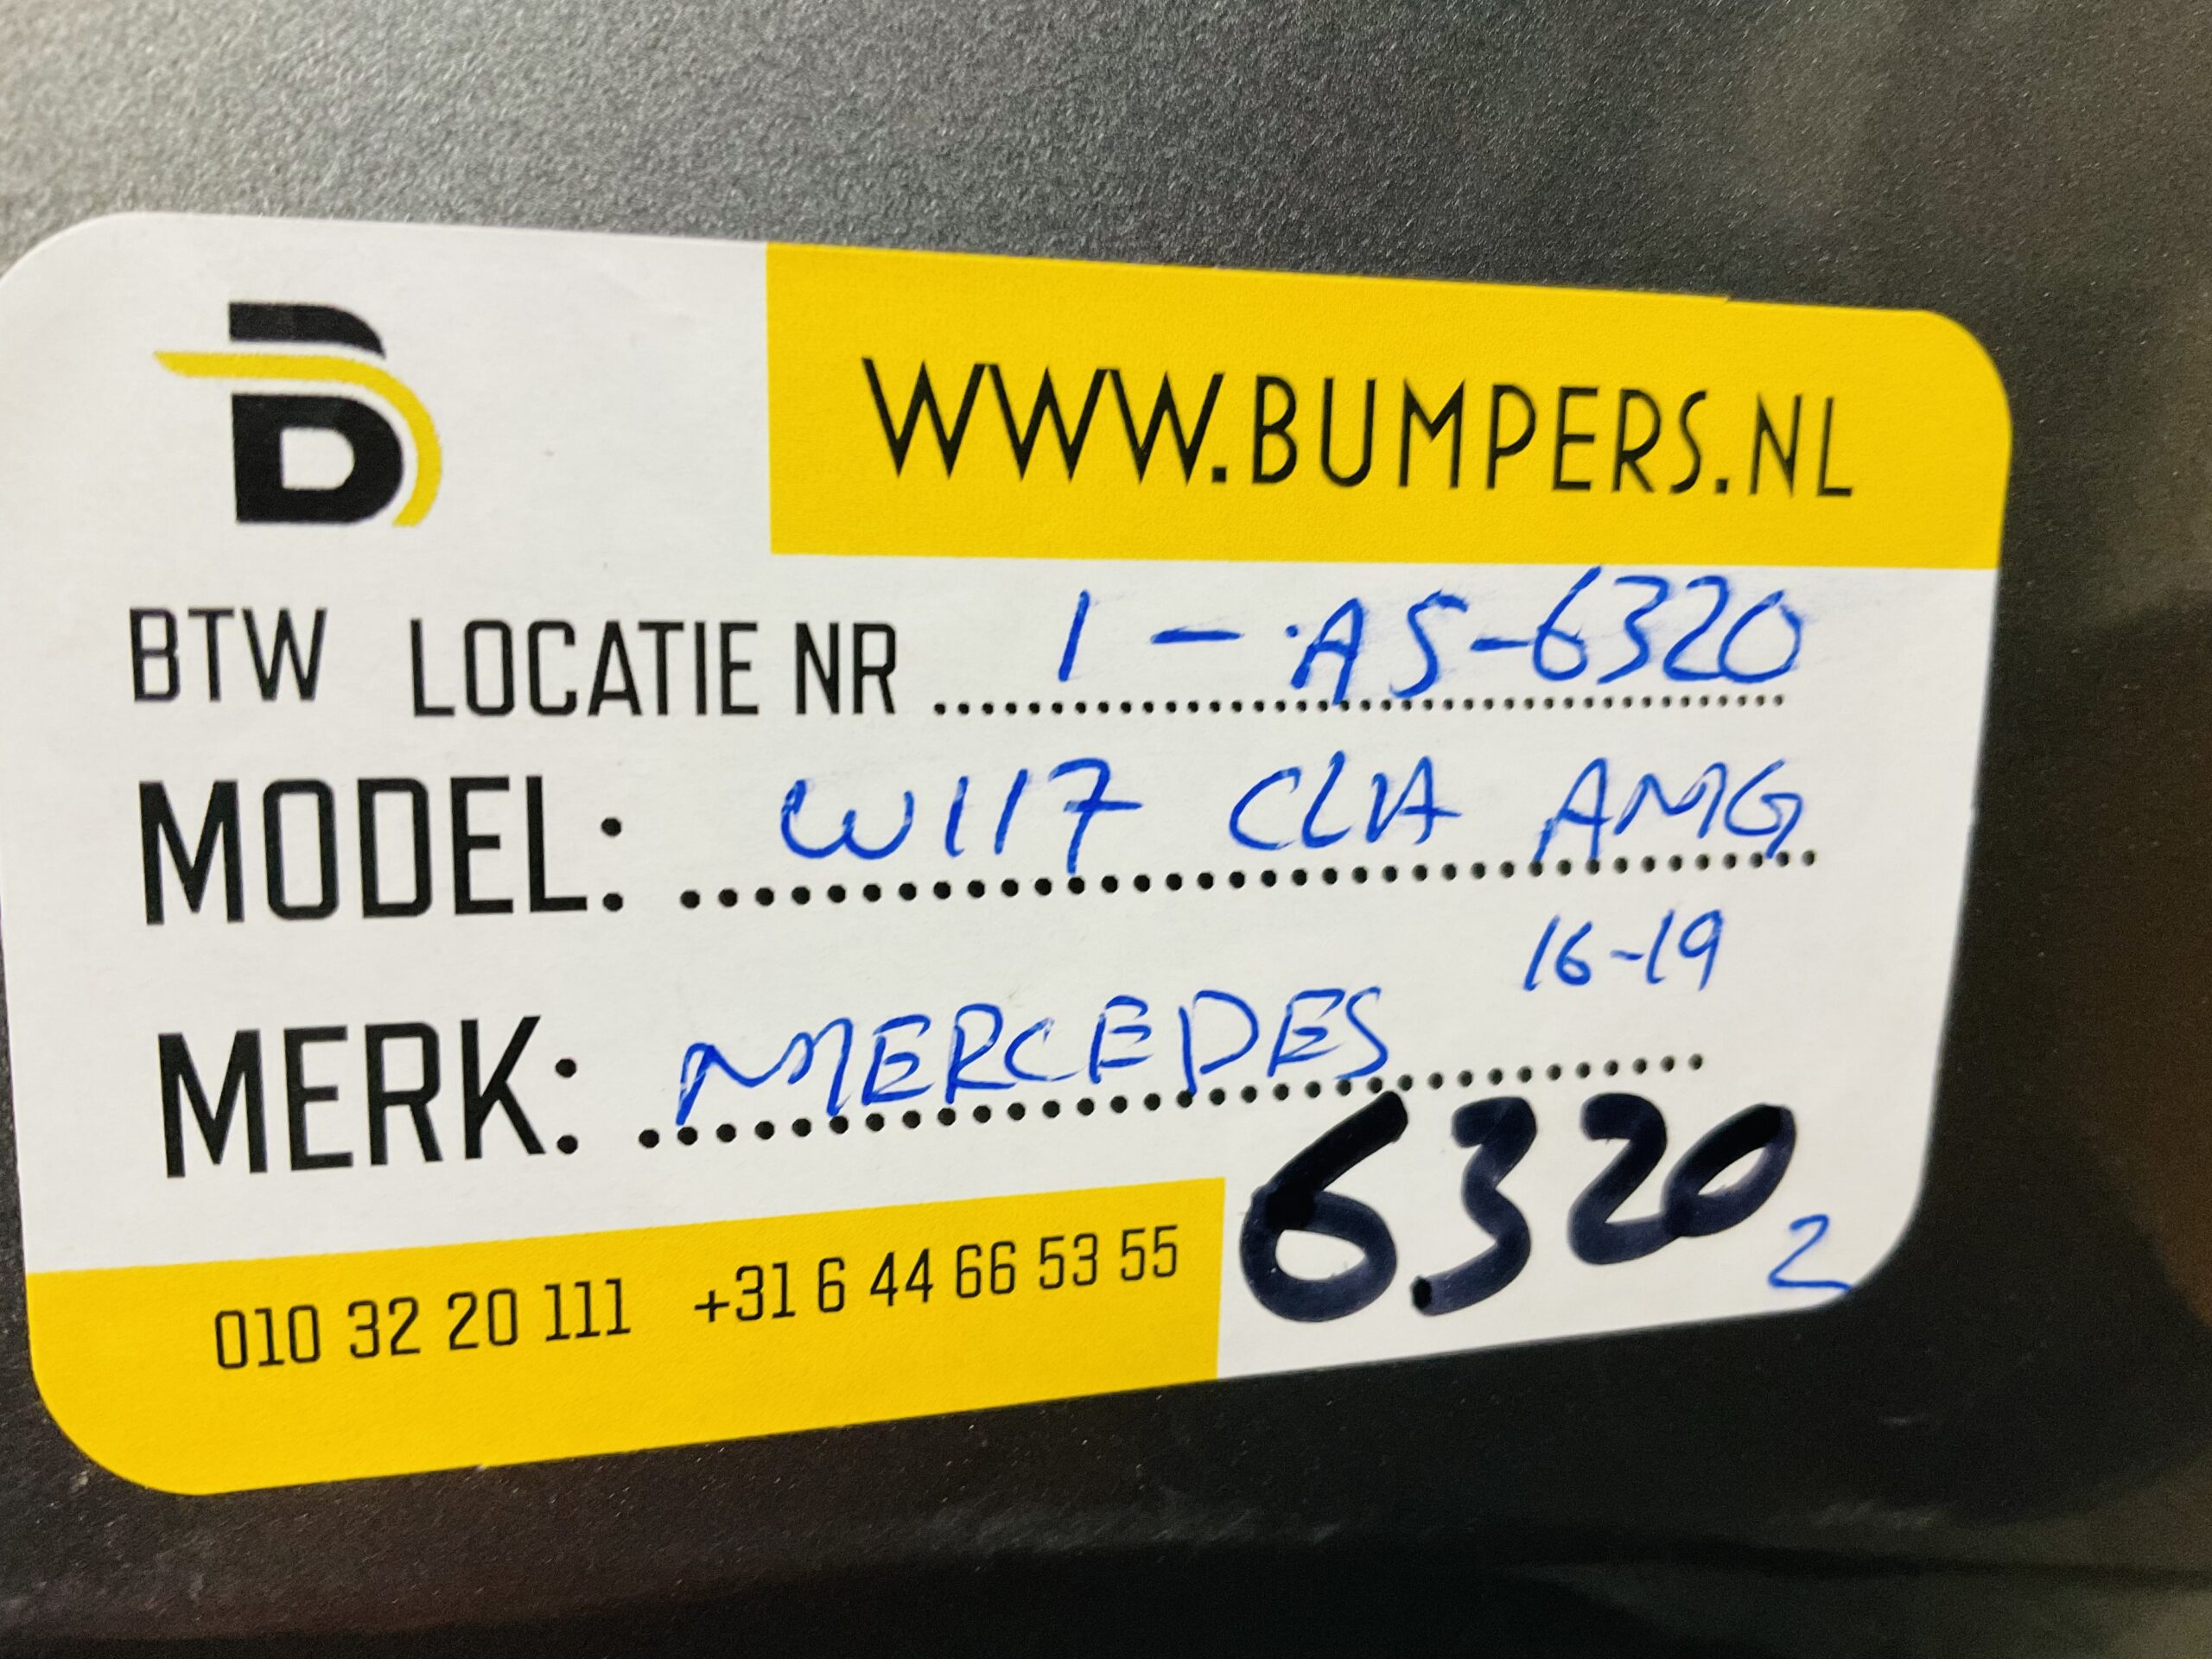 B
WWW.BUMPERS.NL
BTW LOCATIE NR 1-AS-6320
MODEL: W117 CLA AMG
16-19
MERK: MERCEDES
6320
2
010 32 20 111 +31 6 44 66 53 55